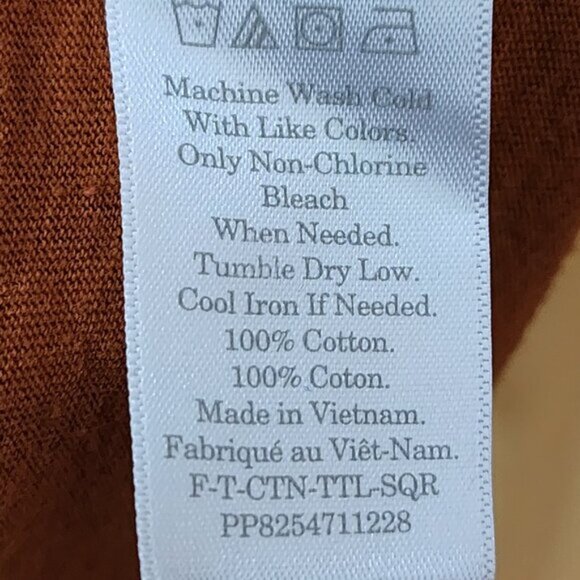 Machine Wash Cold
With Like Colors.
Only Non-Chlorine
Bleach
When Needed.
Tumble Dry Low.
Cool Iron If Needed.
100% Cotton.
100% Coton.
Made in Vietnam.
Fabriqué au Viêt-Nam.
F-T-CTN-TTL-SQR
PP8254711228